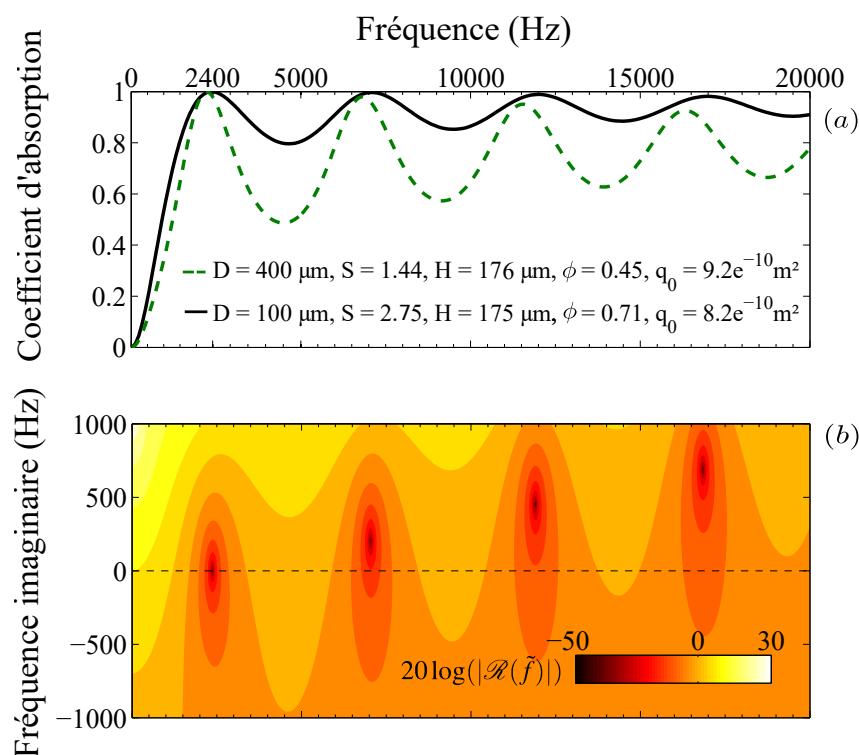 Fréquence (Hz)
0 2400 5000 10000 15000 20000
Coefficient d'absorption
1
0.8
0.6
0.4
0.2
0
(a)
D = 400 µm, S = 1.44, H = 176 µm, ϕ = 0.45, q₀ = 9.2e⁻¹⁰m²
D = 100 µm, S = 2.75, H = 175 µm, ϕ = 0.71, q₀ = 8.2e⁻¹⁰m²
Fréquence imaginaire (Hz)
1000
500
0
−500
−1000
(b)
−50 0 30
20 log(|ℛ(f̃)|)